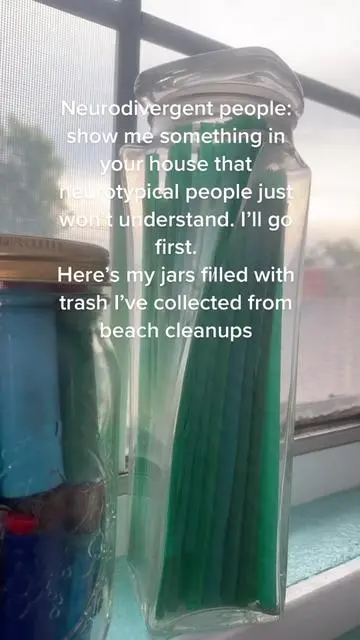 Neurodivergent people:
show me something in
your house that
neurotypical people just
won't understand. I'll go
first.
Here's my jars filled with
trash I've collected from
beach cleanups